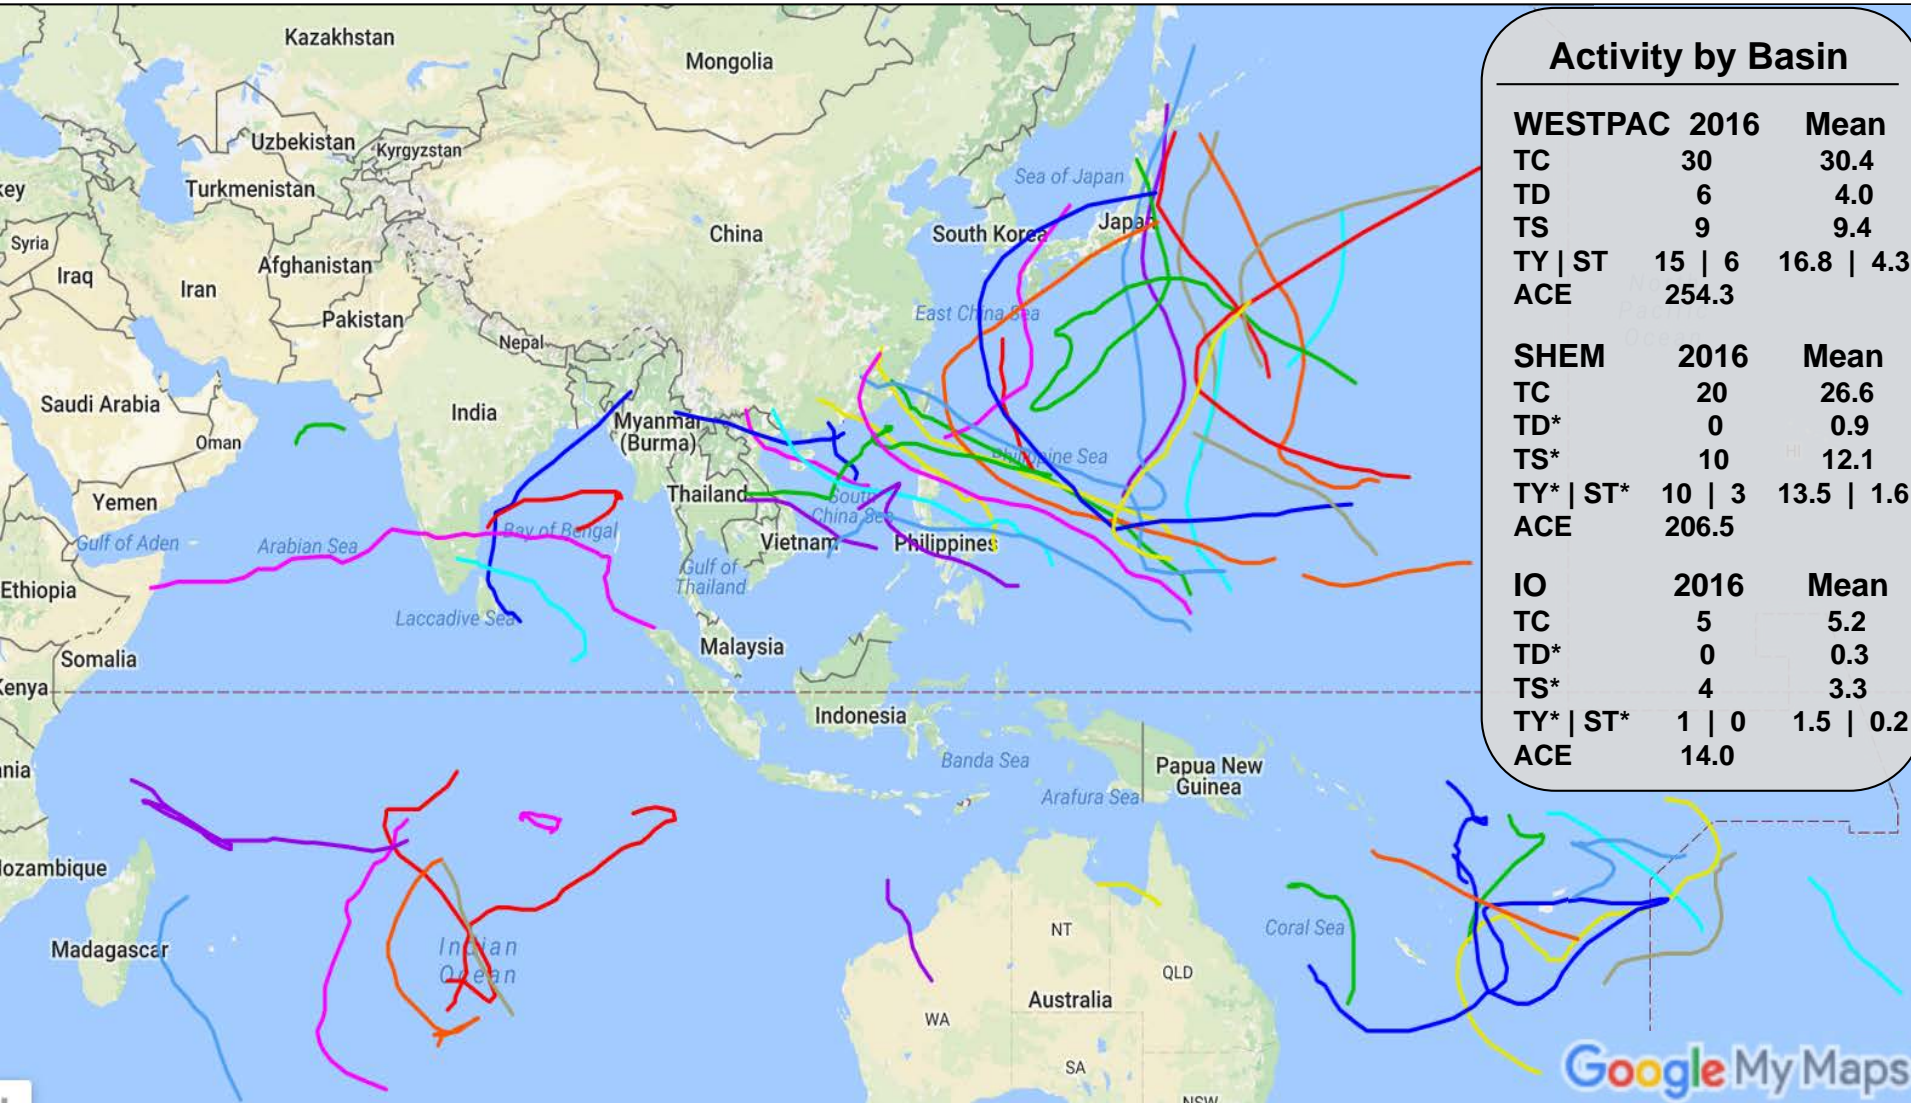 Kazakhstan
Mongolia
Uzbekistan
Kyrgyzstan
Turkmenistan
key
Syria
Iraq
Iran
Afghanistan
Pakistan
China
South Korea
Sea of Japan
Japan
East China Sea
Nepal
India
Saudi Arabia
Oman
Yemen
Myanmar
(Burma)
Thailand
Vietnam
South
China Sea
Philippine Sea
Philippines
Gulf of Aden
Arabian Sea
Bay of Bengal
Gulf of
Thailand
Ethiopia
Laccadive Sea
Somalia
Kenya
Malaysia
Indonesia
Banda Sea
Arafura Sea
Papua New
Guinea
nia
Mozambique
Madagascar
Indian
Ocean
Coral Sea
NT
QLD
Australia
WA
SA
NSW
Activity by Basin
WESTPAC 2016 Mean
TC 30 30.4
TD 6 4.0
TS 9 9.4
TY | ST 15 | 6 16.8 | 4.3
ACE 254.3
SHEM 2016 Mean
TC 20 26.6
TD* 0 0.9
TS* 10 12.1
TY* | ST* 10 | 3 13.5 | 1.6
ACE 206.5
IO 2016 Mean
TC 5 5.2
TD* 0 0.3
TS* 4 3.3
TY* | ST* 1 | 0 1.5 | 0.2
ACE 14.0
Pacific
Ocean
HI
Google My Maps